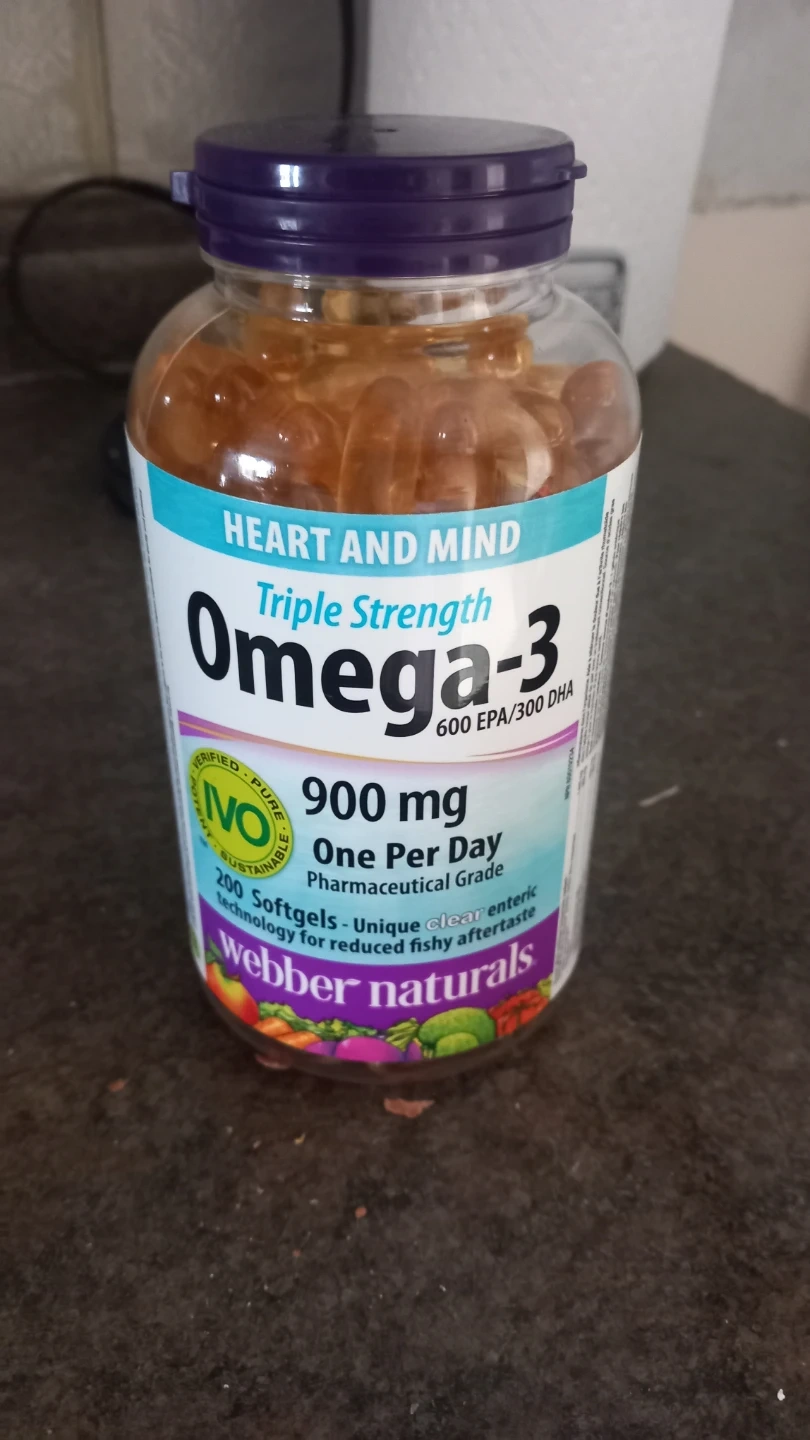 HEART AND MIND
Triple Strength
Omega-3
600 EPA/300 DHA
IVO
VERIFIED · PURE · SUSTAINABLE · POTENT ·
900 mg
One Per Day
Pharmaceutical Grade
200 Softgels - Unique clear enteric
technology for reduced fishy aftertaste
webber naturals